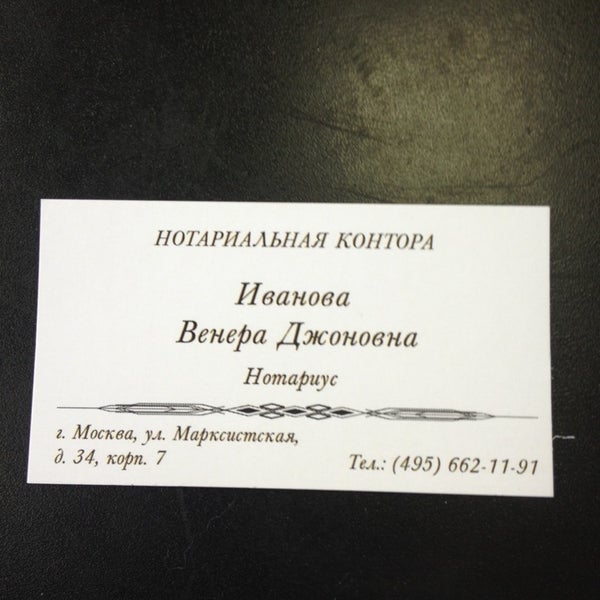 НОТАРИАЛЬНАЯ КОНТОРА
Иванова
Венера Джоновна
Нотариус
г. Москва, ул. Марксистская,
д. 34, корп. 7
Тел.: (495) 662-11-91